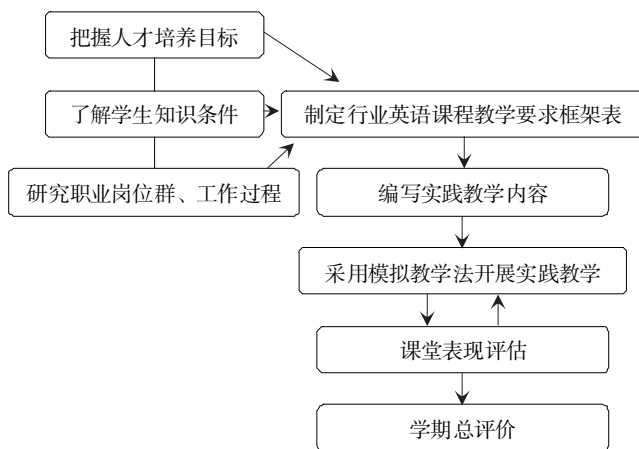 把握人才培养目标
了解学生知识条件
制定行业英语课程教学要求框架表
研究职业岗位群、工作过程
编写实践教学内容
采用模拟教学法开展实践教学
课堂表现评估
学期总评价